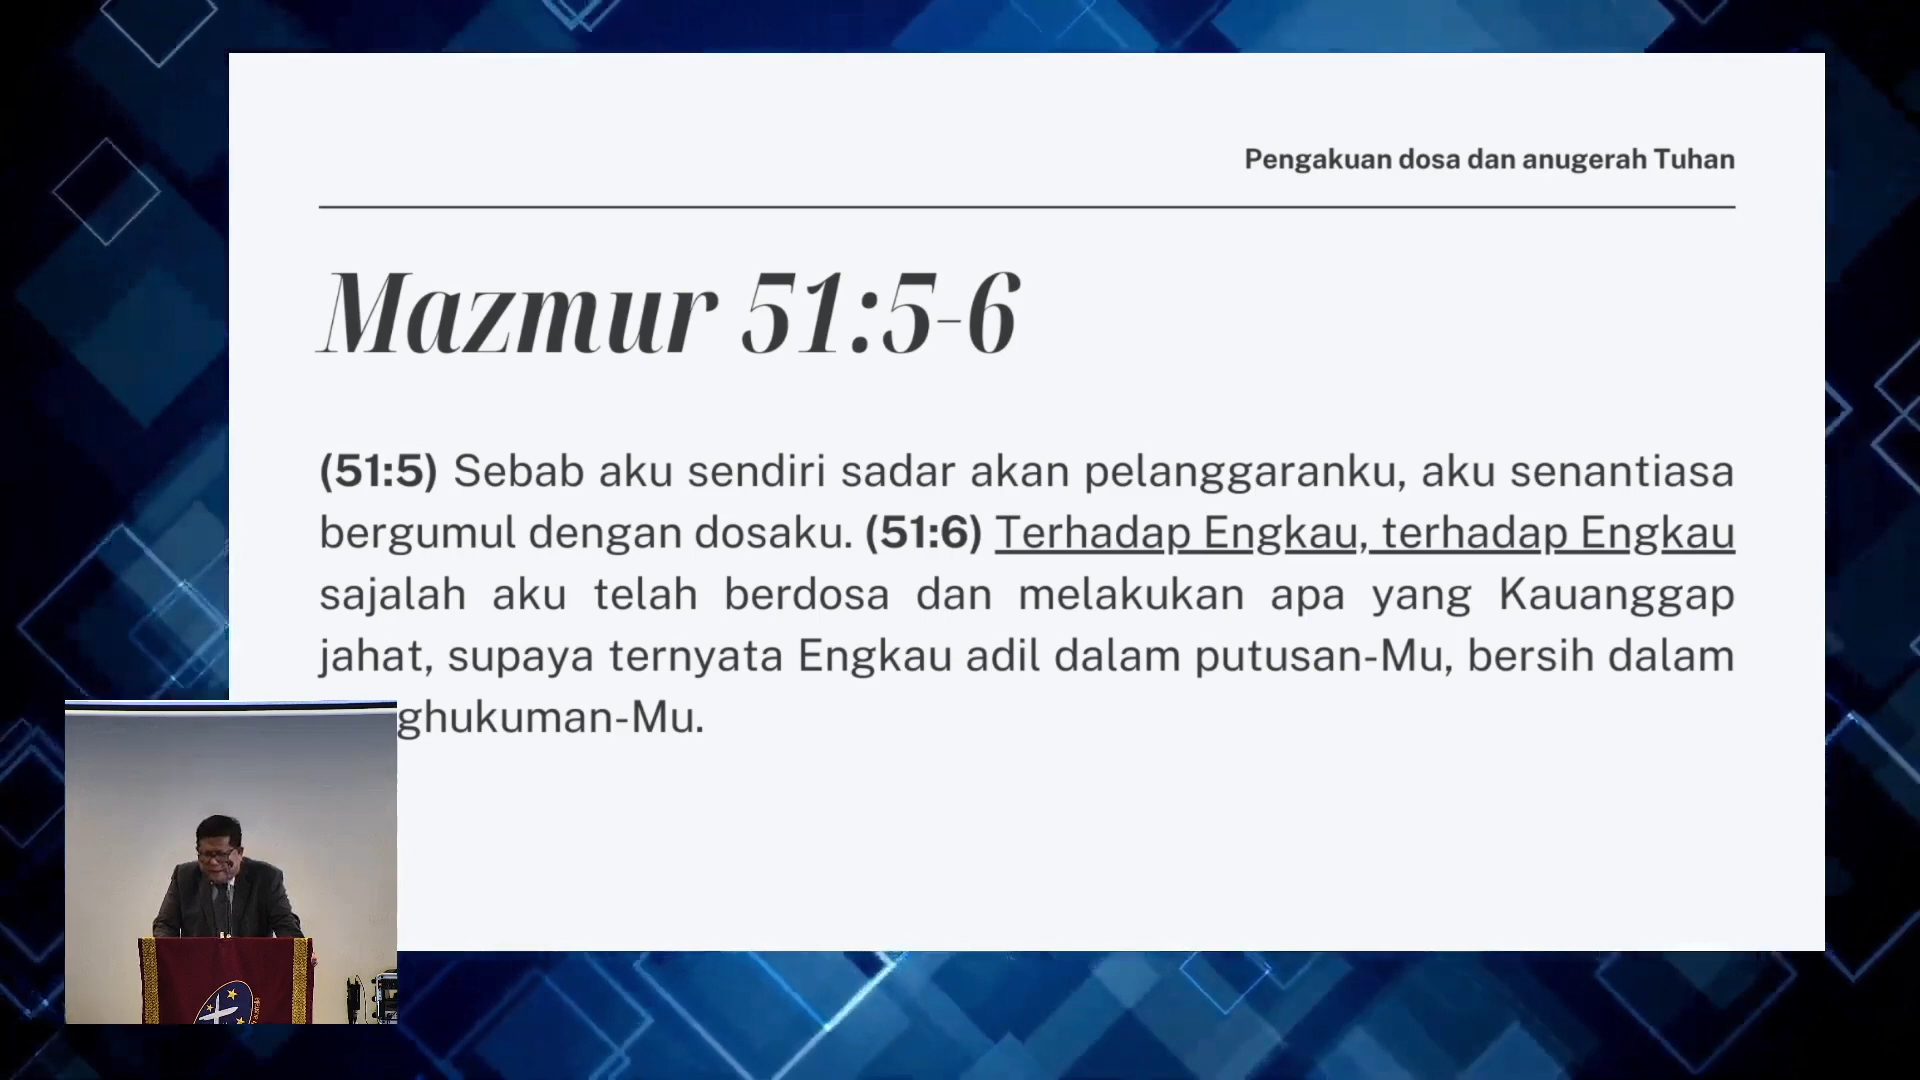 Pengakuan dosa dan anugerah Tuhan
Mazmur 51:5-6
(51:5) Sebab aku sendiri sadar akan pelanggaranku, aku senantiasa
bergumul dengan dosaku. (51:6) Terhadap Engkau, terhadap Engkau
sajalah aku telah berdosa dan melakukan apa yang Kauanggap
jahat, supaya ternyata Engkau adil dalam putusan-Mu, bersih dalam
ghukuman-Mu.